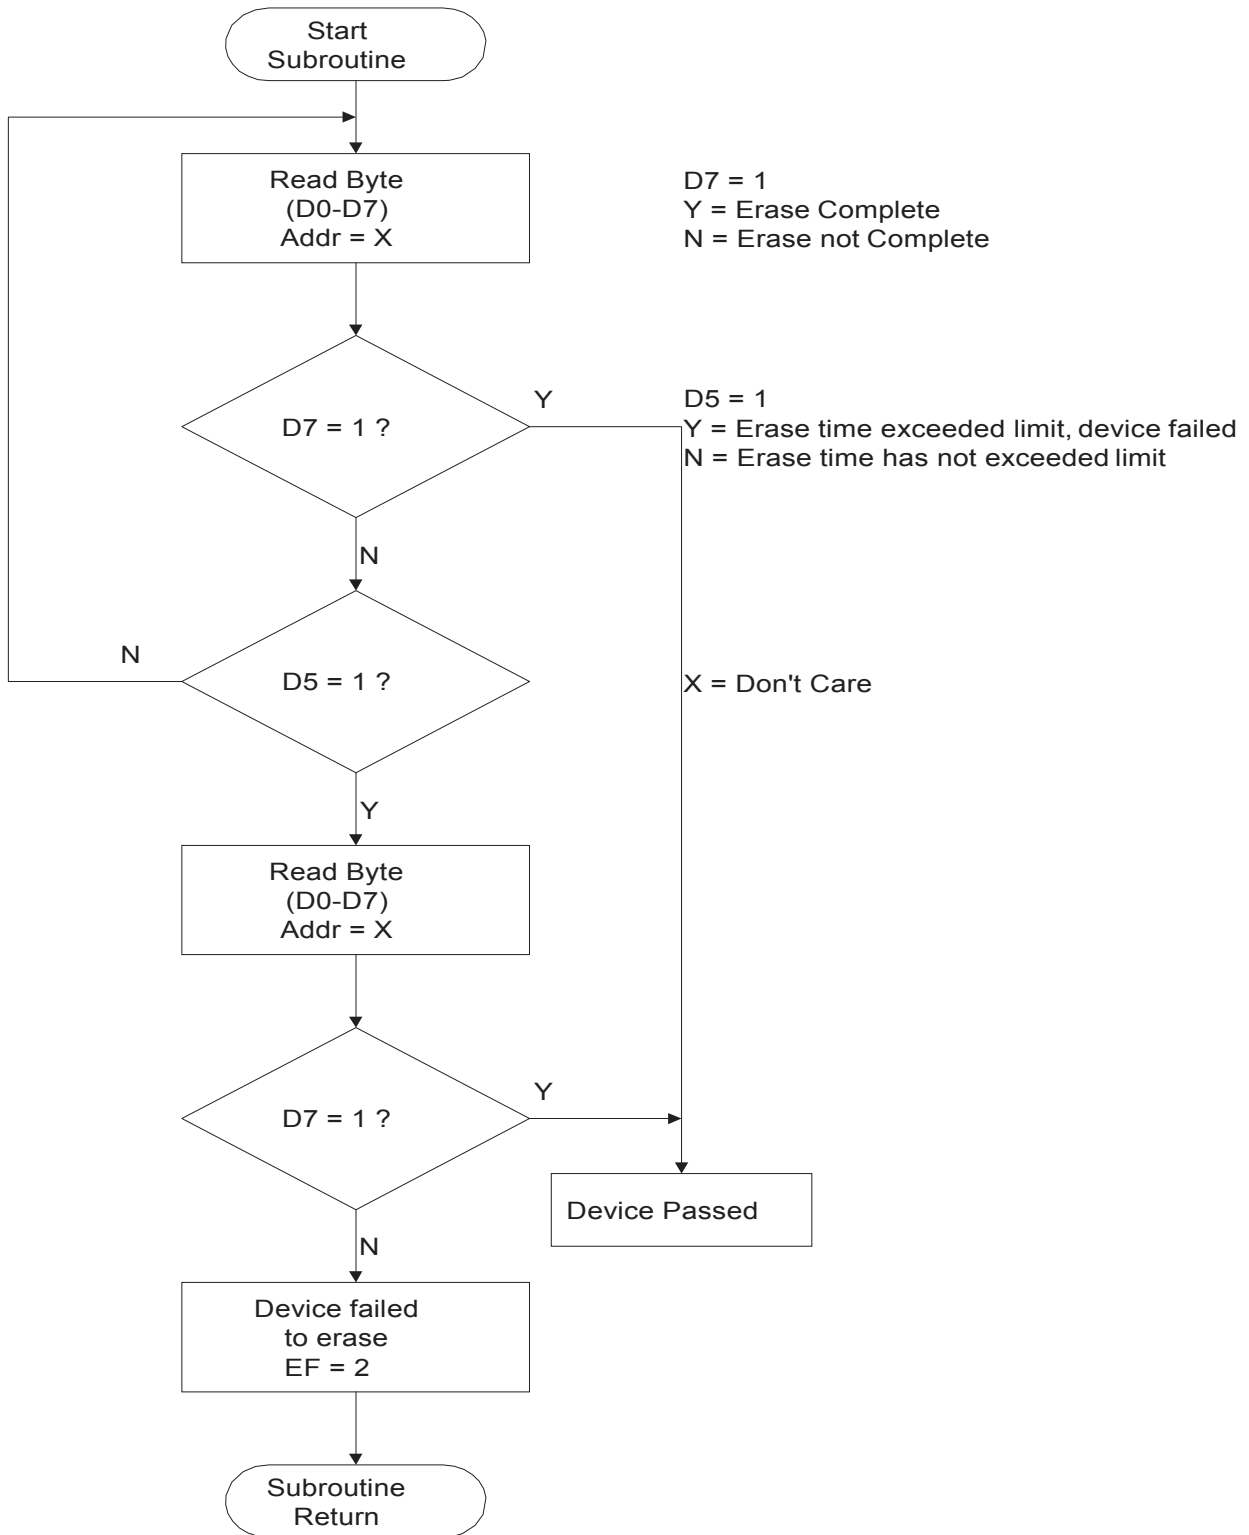 Start
Subroutine
Read Byte
(D0-D7)
Addr = X
D7 = 1
Y = Erase Complete
N = Erase not Complete
D7 = 1 ?
Y
D5 = 1
Y = Erase time exceeded limit, device failed
N = Erase time has not exceeded limit
N
N
D5 = 1 ?
X = Don't Care
Y
Read Byte
(D0-D7)
Addr = X
D7 = 1 ?
Y
Device Passed
N
Device failed
to erase
EF = 2
Subroutine
Return